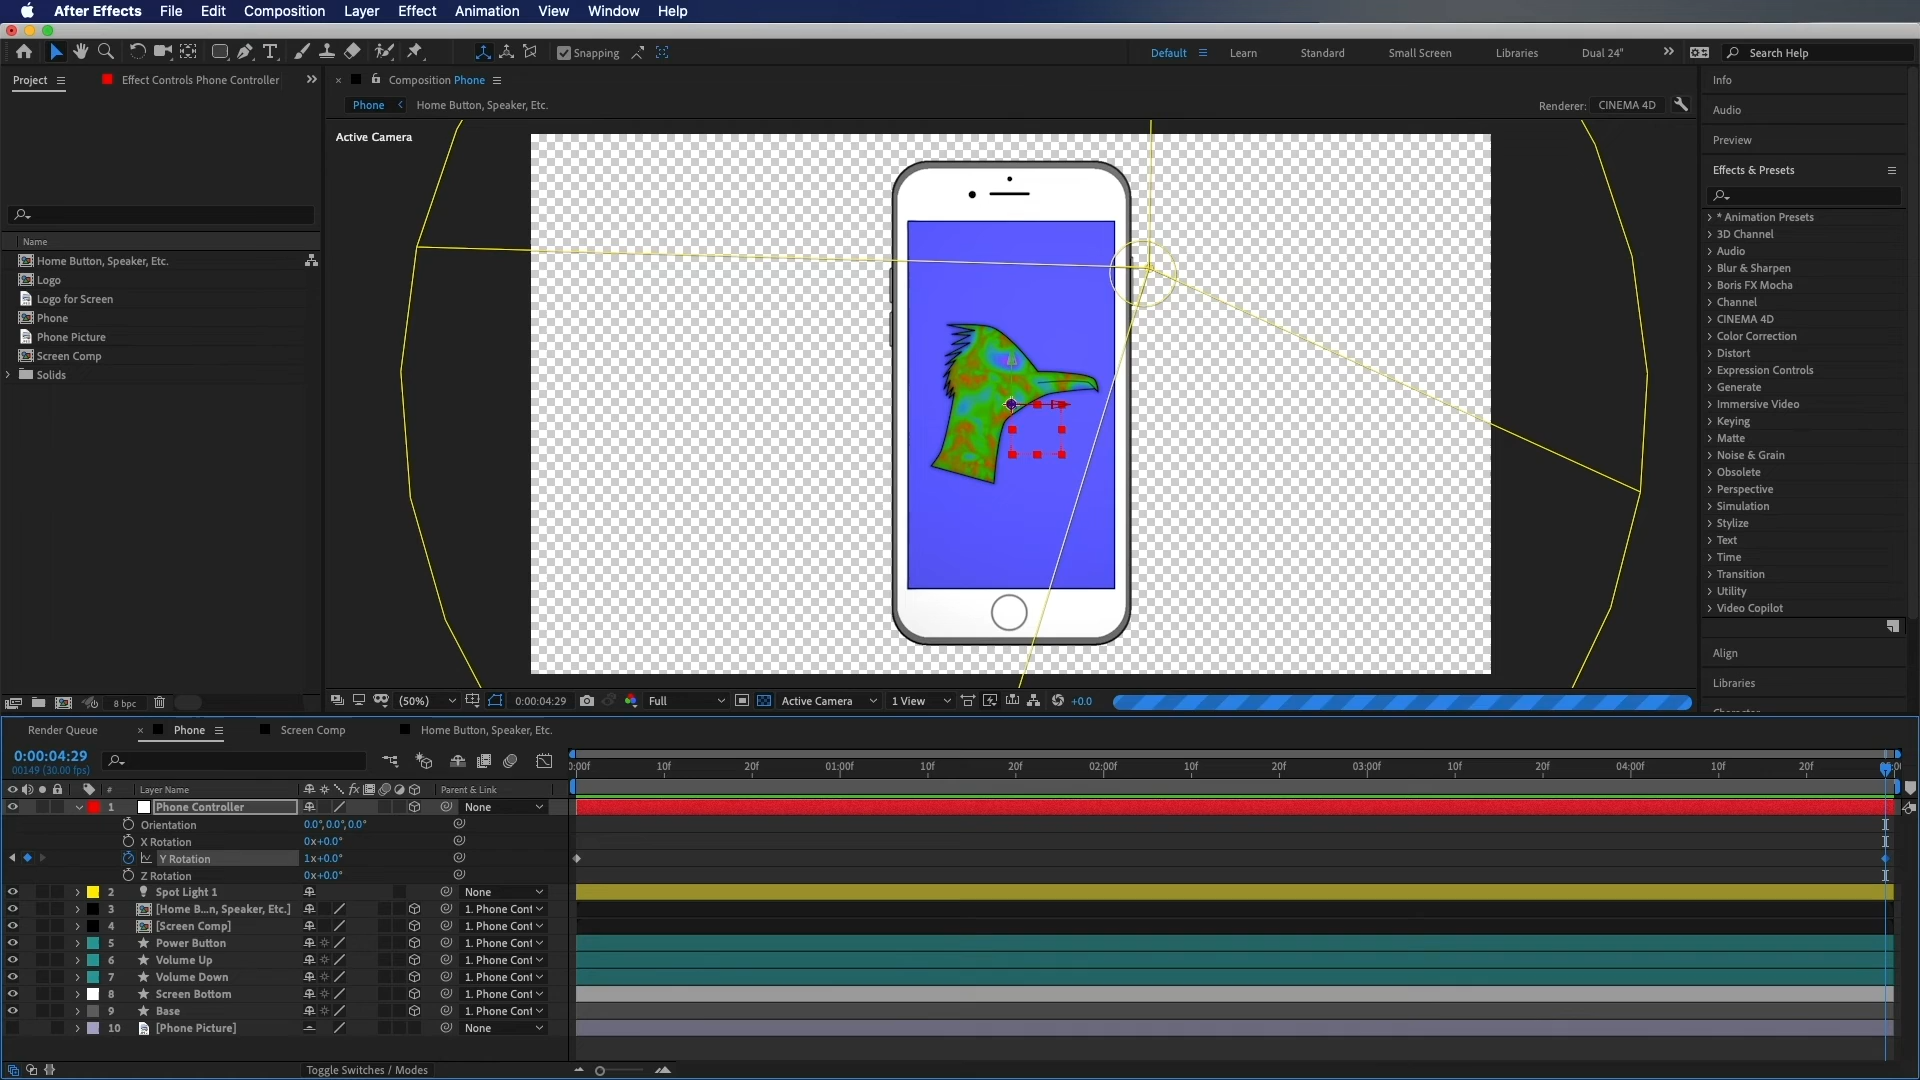 After Effects File Edit Composition Layer Effect Animation View Window Help
Snapping
Default Learn Standard Small Screen Libraries Dual 24" Search Help
Project Effect Controls Phone Controller
Composition Phone
Phone Home Button, Speaker, Etc.
Renderer: CINEMA 4D
Active Camera
Name
Home Button, Speaker, Etc.
Logo
Logo for Screen
Phone
Phone Picture
Screen Comp
Solids
8 bpc
(50%) 0:00:04:29 Full Active Camera 1 View +0.0
Info
Audio
Preview
Effects & Presets
* Animation Presets
3D Channel
Audio
Blur & Sharpen
Boris FX Mocha
Channel
CINEMA 4D
Color Correction
Distort
Expression Controls
Generate
Immersive Video
Keying
Matte
Noise & Grain
Obsolete
Perspective
Simulation
Stylize
Text
Time
Transition
Utility
Video Copilot
Align
Libraries
Render Queue Phone Screen Comp Home Button, Speaker, Etc.
0:00:04:29
00149 (30.00 fps)
10f 20f 01:00f 10f 20f 02:00f 10f 20f 03:00f 10f 20f 04:00f 10f 20f
# Layer Name fx Parent & Link
1 Phone Controller None
Orientation 0.0°, 0.0°, 0.0°
X Rotation 0x+0.0°
Y Rotation 1x+0.0°
Z Rotation 0x+0.0°
2 Spot Light 1 None
3 [Home B...n, Speaker, Etc.] 1. Phone Cont
4 [Screen Comp] 1. Phone Cont
5 Power Button 1. Phone Cont
6 Volume Up 1. Phone Cont
7 Volume Down 1. Phone Cont
8 Screen Bottom 1. Phone Cont
9 Base 1. Phone Cont
10 [Phone Picture] None
Toggle Switches / Modes